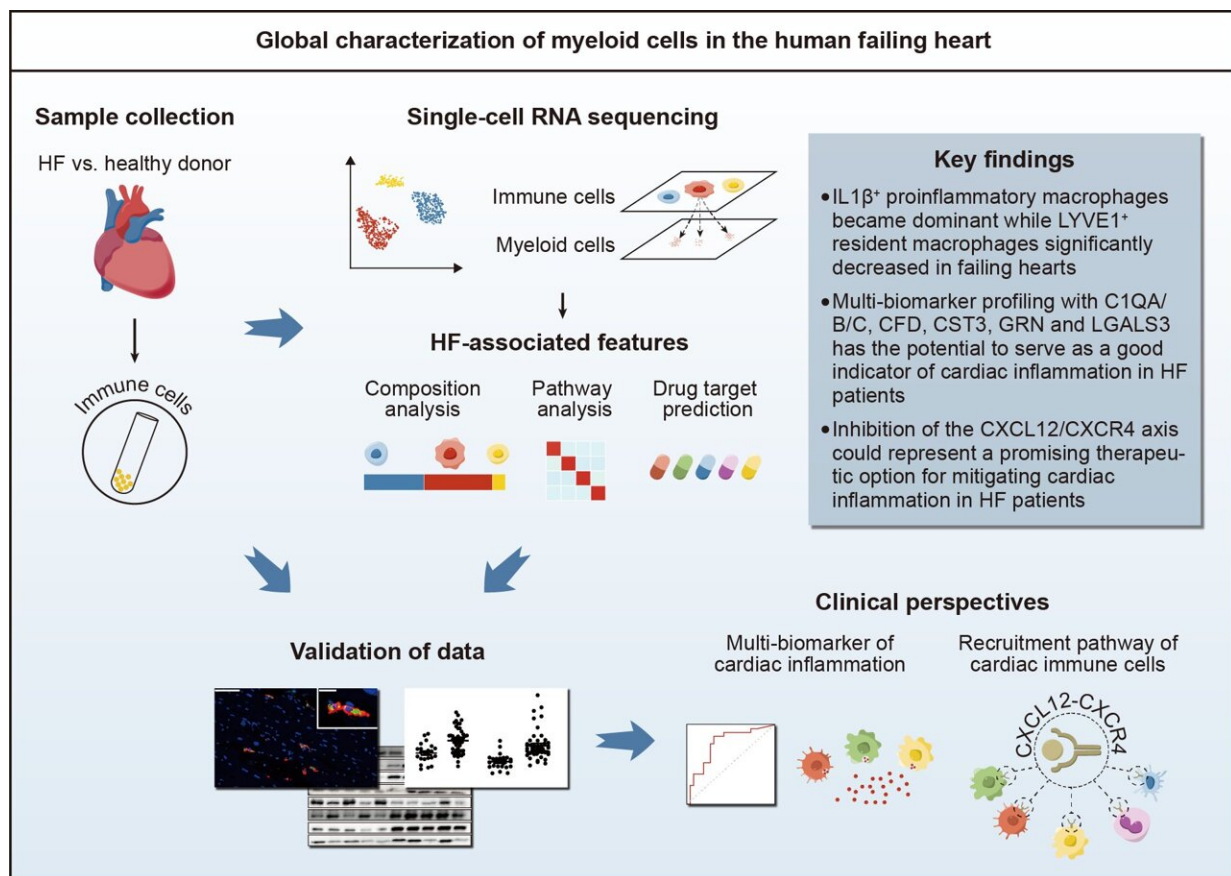 Global characterization of myeloid cells in the human failing heart
Sample collection
HF vs. healthy donor
Immune cells
Single-cell RNA sequencing
Immune cells
Myeloid cells
HF-associated features
Composition
analysis
Pathway
analysis
Drug target
prediction
Key findings
•IL1β⁺ proinflammatory macrophages
became dominant while LYVE1⁺
resident macrophages significantly
decreased in failing hearts
•Multi-biomarker profiling with C1QA/
B/C, CFD, CST3, GRN and LGALS3
has the potential to serve as a good
indicator of cardiac inflammation in HF
patients
•Inhibition of the CXCL12/CXCR4 axis
could represent a promising therapeu-
tic option for mitigating cardiac
inflammation in HF patients
Validation of data
Clinical perspectives
Multi-biomarker of
cardiac inflammation
Recruitment pathway of
cardiac immune cells
CXCL12-CXCR4